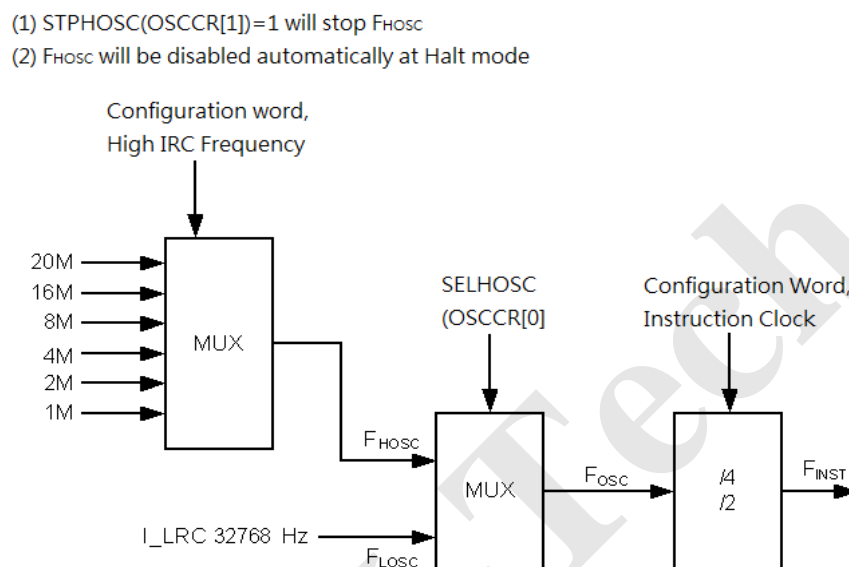 (1) STPHOSC(OSCCR[1])=1 will stop FHOSC
(2) FHOSC will be disabled automatically at Halt mode
Configuration word,
High IRC Frequency
20M
16M
8M
4M
2M
1M
MUX
SELHOSC
(OSCCR[0]
Configuration Word,
Instruction Clock
FHOSC
MUX
FOSC
/4
/2
FINST
I_LRC 32768 Hz
FLOSC
Tech